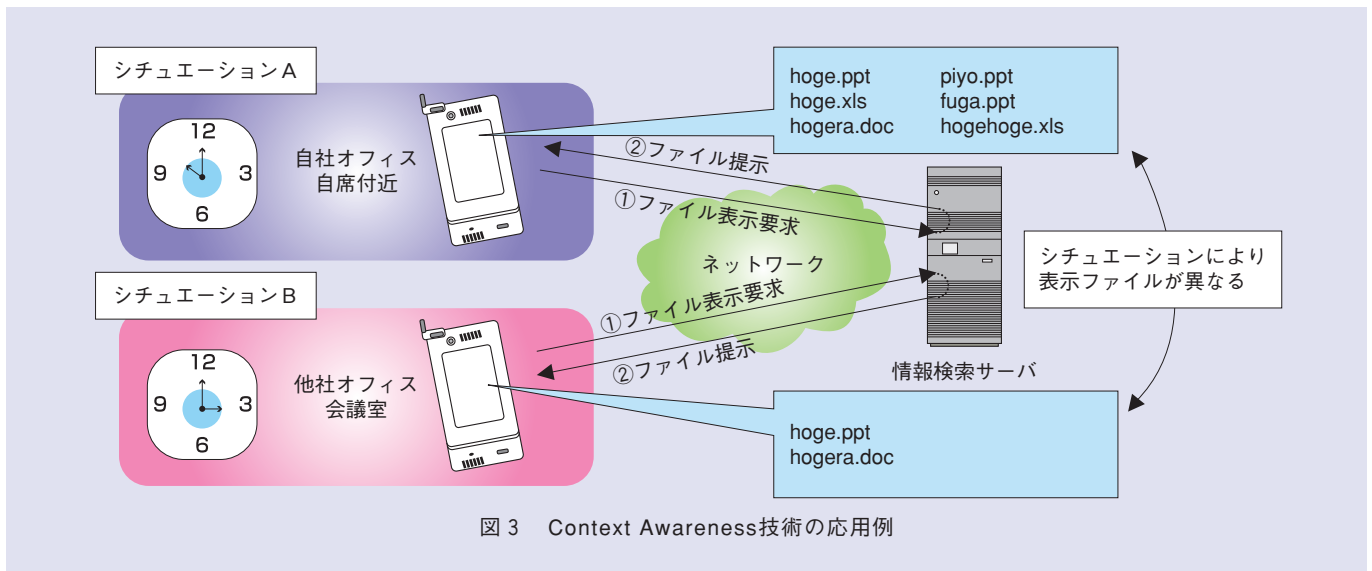 シチュエーションA
12
9
3
6
自社オフィス
自席付近
hoge.ppt
hoge.xls
hogera.doc
piyo.ppt
fuga.ppt
hogehoge.xls
②ファイル提示
①ファイル表示要求
ネットワーク
シチュエーションにより
表示ファイルが異なる
シチュエーションB
12
9
3
6
他社オフィス
会議室
①ファイル表示要求
②ファイル提示
情報検索サーバ
hoge.ppt
hogera.doc
図3 Context Awareness技術の応用例